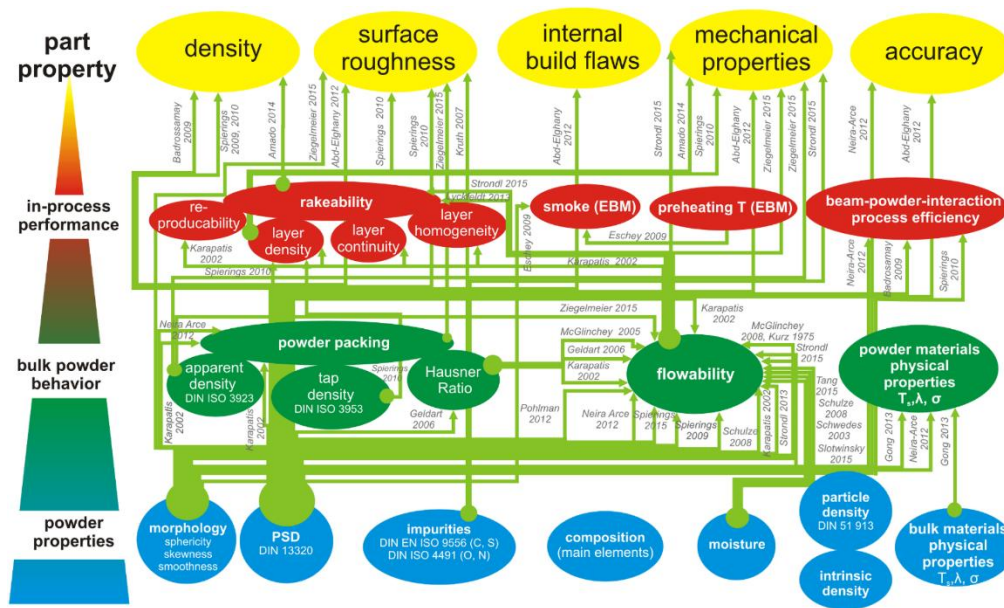 part
property
density
surface
roughness
internal
build flaws
mechanical
properties
accuracy
Badrossamay
2009
Spierings
2009, 2010
Amado 2014
Ziegelmeier 2015
Abd-Elghany 2012
Spierings 2010
Spierings
2010
Ziegelmeier 2015
Kruth 2007
Abd-Elghany
2012
Strondl 2015
Amado 2014
Spierings
2010
Abd-Elghany
2012
Ziegelmeier 2015
Ziegelmeier 2015
Strondl 2015
Neira-Arce
2012
Abd-Elghany
2012
in-process
performance
re-
producability
rakeability
layer
density
layer
continuity
layer
homogeneity
Strondl 2015
smoke (EBM)
preheating T (EBM)
beam-powder-interaction
process efficiency
Karapatis
2002
Spierings 2010
Eschey 2009
Eschey 2009
Karapatis 2002
Neira-Arce
2012
Badrosamay
2009
Spierings
2010
bulk powder
behavior
Neira Arce
2012
powder packing
apparent
density
DIN ISO 3923
tap
density
DIN ISO 3953
Spierings
2010
Hausner
Ratio
Ziegelmeier 2015
McGlinchey 2005
Geldart 2006
Karapatis
2002
flowability
Karapatis
2002
McGlinchey
2008, Kurz 1975
Strondl
2015
powder materials
physical
properties
Ts,λ, σ
Karapatis
2002
Karapatis
2002
Geldart
2006
Pohlman
2012
Neira Arce
2012
Spierings
2015
Spierings
2009
Schulze
2008
Karapatis 2002
Strondl 2013
Tang
2015
Schulze
2008
Schwedes
2003
Slotwinsky
2015
Gong 2013
Neira-Arce
2012
Gong 2013
powder
properties
morphology
sphericity
skewness
smoothness
PSD
DIN 13320
impurities
DIN EN ISO 9556 (C, S)
DIN ISO 4491 (O, N)
composition
(main elements)
moisture
particle
density
DIN 51 913
intrinsic
density
bulk materials
physical
properties
Ts,λ, σ